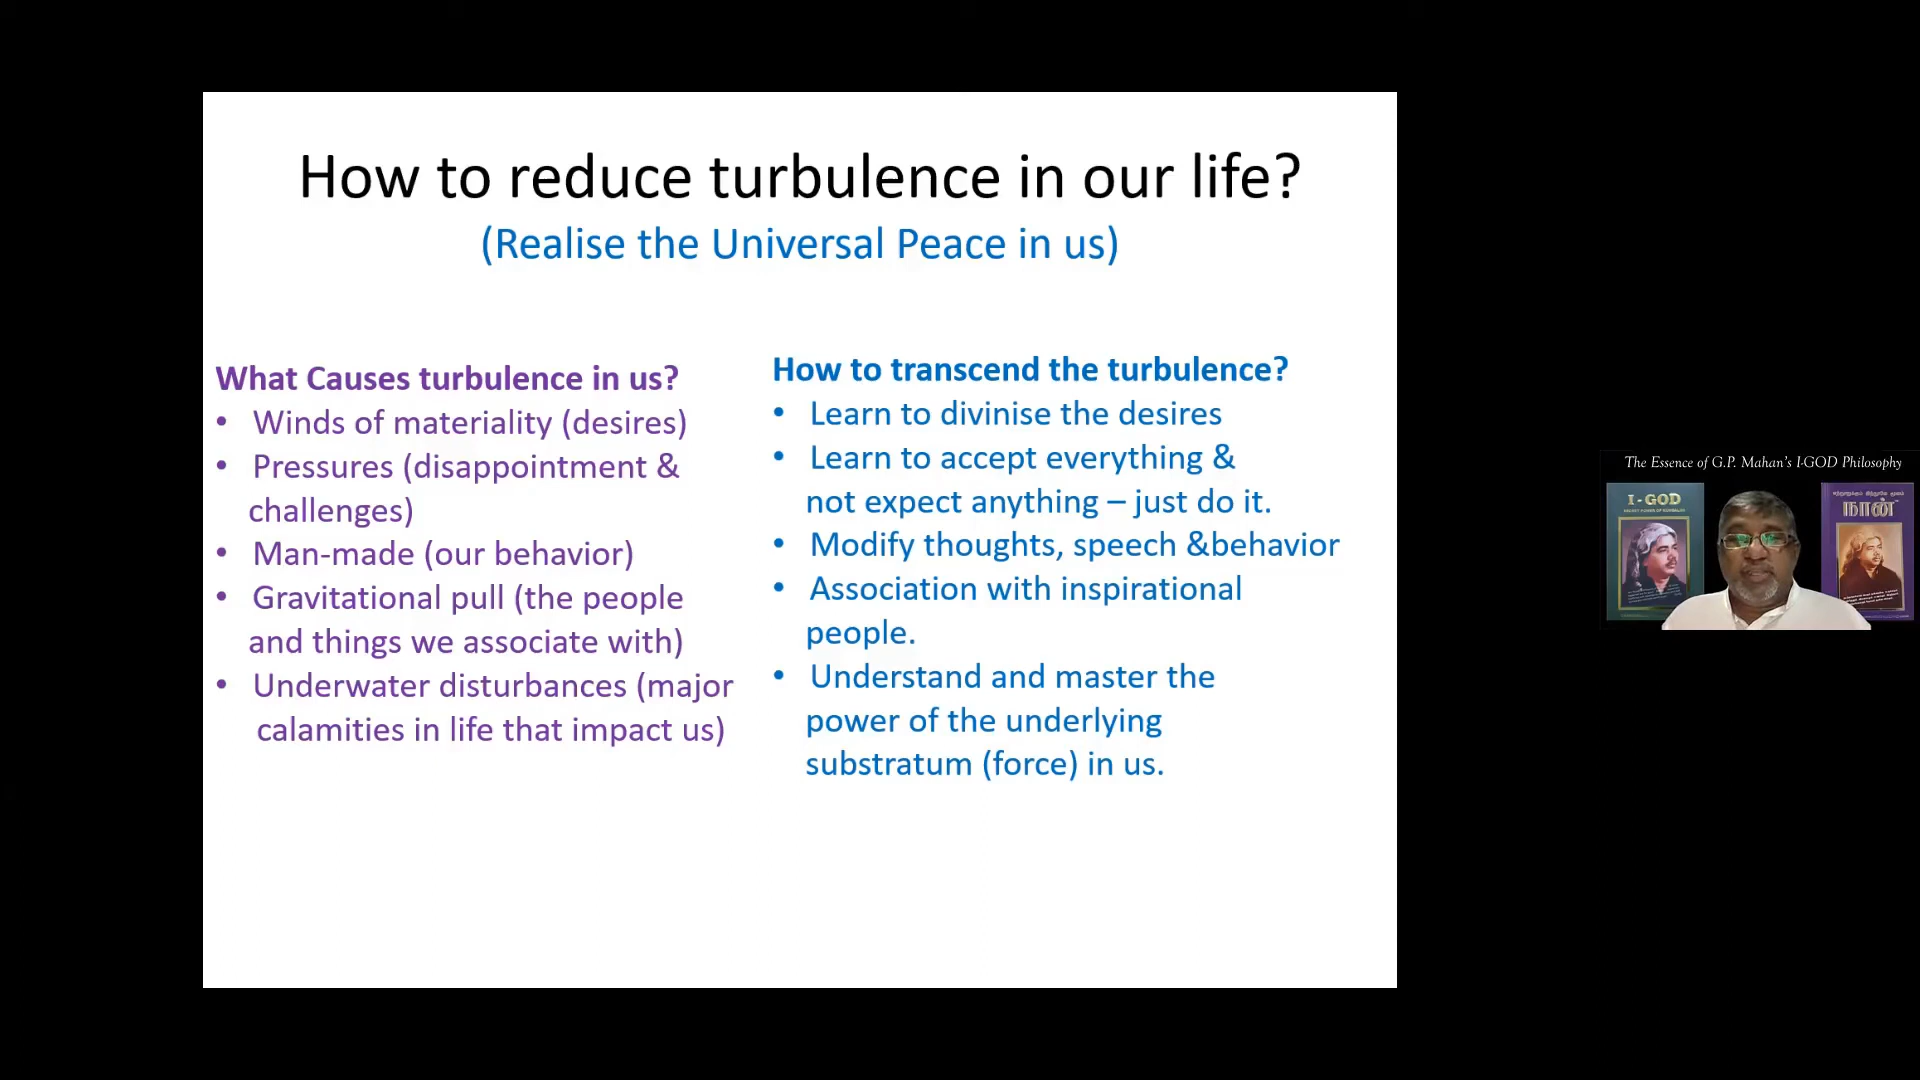 How to reduce turbulence in our life?
(Realise the Universal Peace in us)
What Causes turbulence in us?
• Winds of materiality (desires)
• Pressures (disappointment &
challenges)
• Man-made (our behavior)
• Gravitational pull (the people
and things we associate with)
• Underwater disturbances (major
calamities in life that impact us)
How to transcend the turbulence?
• Learn to divinise the desires
• Learn to accept everything &
not expect anything – just do it.
• Modify thoughts, speech &behavior
• Association with inspirational
people.
• Understand and master the
power of the underlying
substratum (force) in us.
The Essence of G.P. Mahan's I-GOD Philosophy
I-GOD
நான்